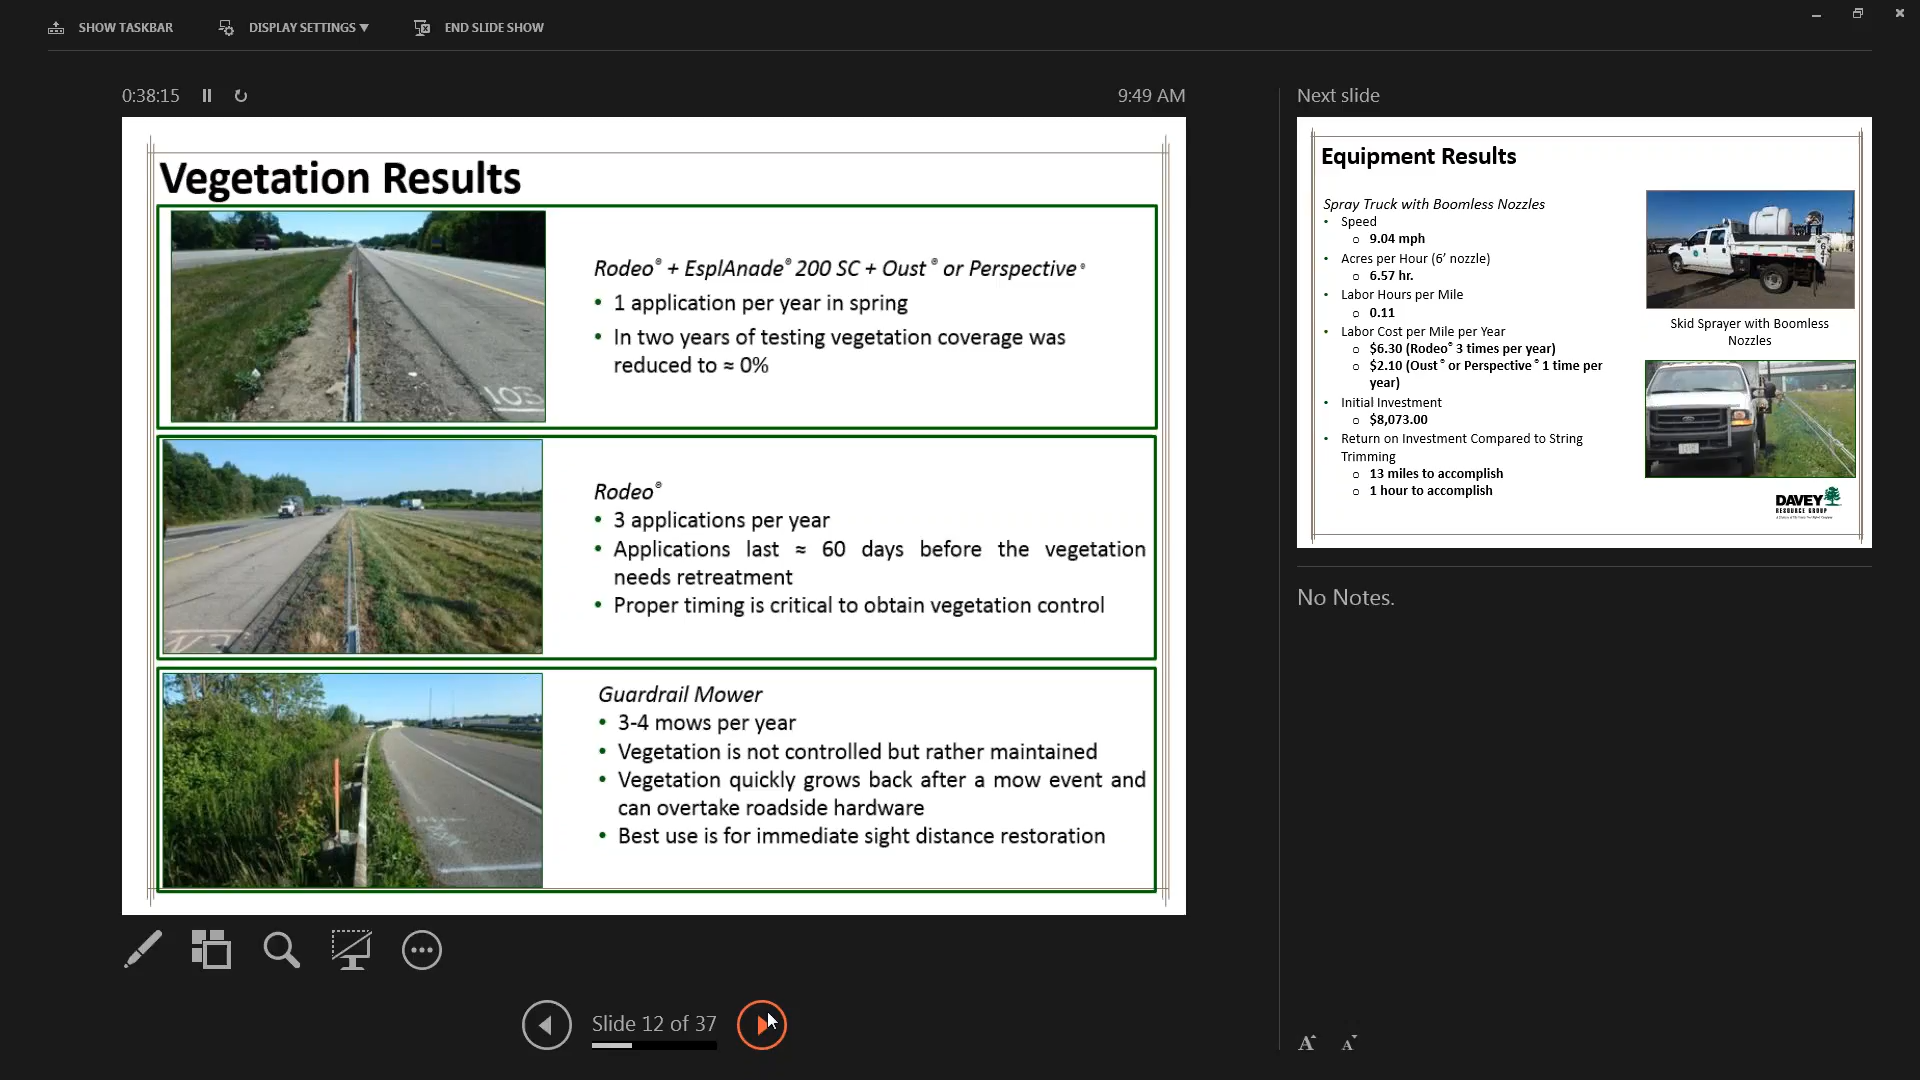 SHOW TASKBAR
DISPLAY SETTINGS ▼
END SLIDE SHOW
0:38:15
9:49 AM
Vegetation Results
103
Rodeo® + EsplAnade® 200 SC + Oust ® or Perspective ®
• 1 application per year in spring
• In two years of testing vegetation coverage was
reduced to ≈ 0%
Rodeo®
• 3 applications per year
• Applications last ≈ 60 days before the vegetation
needs retreatment
• Proper timing is critical to obtain vegetation control
Guardrail Mower
• 3-4 mows per year
• Vegetation is not controlled but rather maintained
• Vegetation quickly grows back after a mow event and
can overtake roadside hardware
• Best use is for immediate sight distance restoration
Slide 12 of 37
Next slide
Equipment Results
Spray Truck with Boomless Nozzles
• Speed
o 9.04 mph
• Acres per Hour (6’ nozzle)
o 6.57 hr.
• Labor Hours per Mile
o 0.11
• Labor Cost per Mile per Year
o $6.30 (Rodeo® 3 times per year)
o $2.10 (Oust ® or Perspective ® 1 time per
year)
• Initial Investment
o $8,073.00
• Return on Investment Compared to String
Trimming
o 13 miles to accomplish
o 1 hour to accomplish
Skid Sprayer with Boomless
Nozzles
DAVEY
RESOURCE GROUP
No Notes.
A A